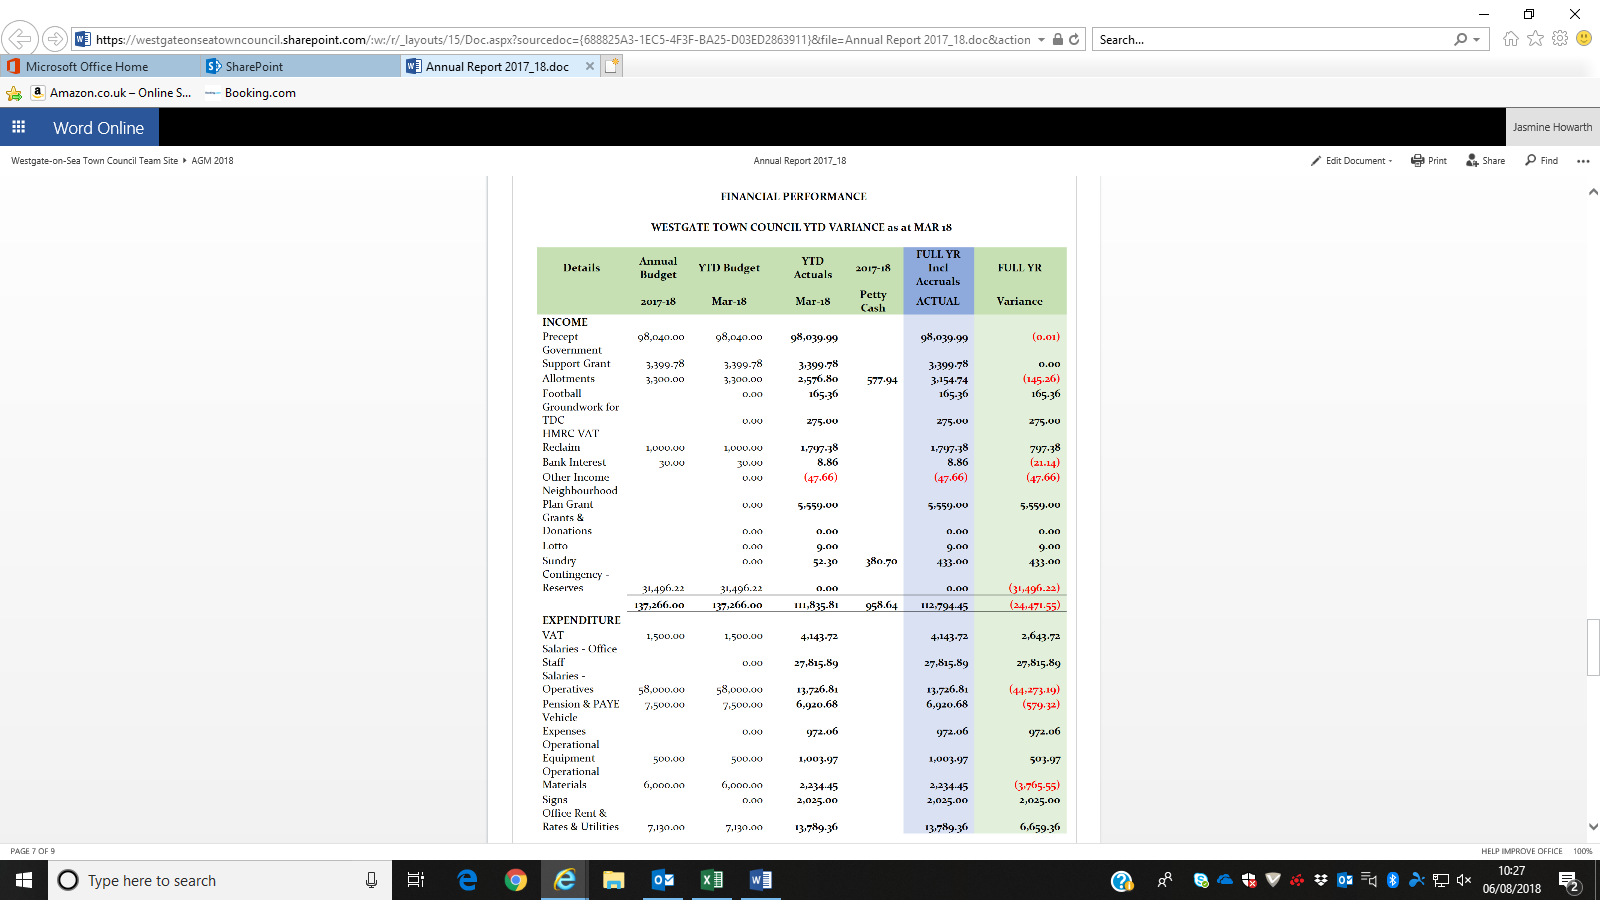 https://westgateonseatowncouncil.sharepoint.com/:w:/r/_layouts/15/Doc.aspx?sourcedoc={688825A3-1EC5-4F3F-BA25-D03ED2863911}&file=Annual Report 2017_18.doc&action
Search...
Microsoft Office Home
SharePoint
Annual Report 2017_18.doc
Amazon.co.uk – Online S...
Booking.com
Word Online
Jasmine Howarth
Westgate-on-Sea Town Council Team Site ▸ AGM 2018
Annual Report 2017_18
Edit Document Print Share Find •••
FINANCIAL PERFORMANCE
WESTGATE TOWN COUNCIL YTD VARIANCE as at MAR 18
Details Annual Budget YTD Budget YTD Actuals 2017-18 FULL YR Incl Accruals FULL YR
2017-18 Mar-18 Mar-18 Petty Cash ACTUAL Variance
INCOME
Precept 98,040.00 98,040.00 98,039.99 98,039.99 (0.01)
Government
Support Grant 3,399.78 3,399.78 3,399.78 3,399.78 0.00
Allotments 3,300.00 3,300.00 2,576.80 577.94 3,154.74 (145.26)
Football 0.00 165.36 165.36 165.36
Groundwork for
TDC 0.00 275.00 275.00 275.00
HMRC VAT
Reclaim 1,000.00 1,000.00 1,797.38 1,797.38 797.38
Bank Interest 30.00 30.00 8.86 8.86 (21.14)
Other Income 0.00 (47.66) (47.66) (47.66)
Neighbourhood
Plan Grant 0.00 5,559.00 5,559.00 5,559.00
Grants &
Donations 0.00 0.00 0.00 0.00
Lotto 0.00 9.00 9.00 9.00
Sundry 0.00 52.30 380.70 433.00 433.00
Contingency -
Reserves 31,496.22 31,496.22 0.00 0.00 (31,496.22)
137,266.00 137,266.00 111,835.81 958.64 112,794.45 (24,471.55)
EXPENDITURE
VAT 1,500.00 1,500.00 4,143.72 4,143.72 2,643.72
Salaries - Office
Staff 0.00 27,815.89 27,815.89 27,815.89
Salaries -
Operatives 58,000.00 58,000.00 13,726.81 13,726.81 (44,273.19)
Pension & PAYE 7,500.00 7,500.00 6,920.68 6,920.68 (579.32)
Vehicle
Expenses 0.00 972.06 972.06 972.06
Operational
Equipment 500.00 500.00 1,003.97 1,003.97 503.97
Operational
Materials 6,000.00 6,000.00 2,234.45 2,234.45 (3,765.55)
Signs 0.00 2,025.00 2,025.00 2,025.00
Office Rent &
Rates & Utilities 7,130.00 7,130.00 13,789.36 13,789.36 6,659.36
PAGE 7 OF 9
HELP IMPROVE OFFICE 100%
Type here to search
10:27
06/08/2018
2